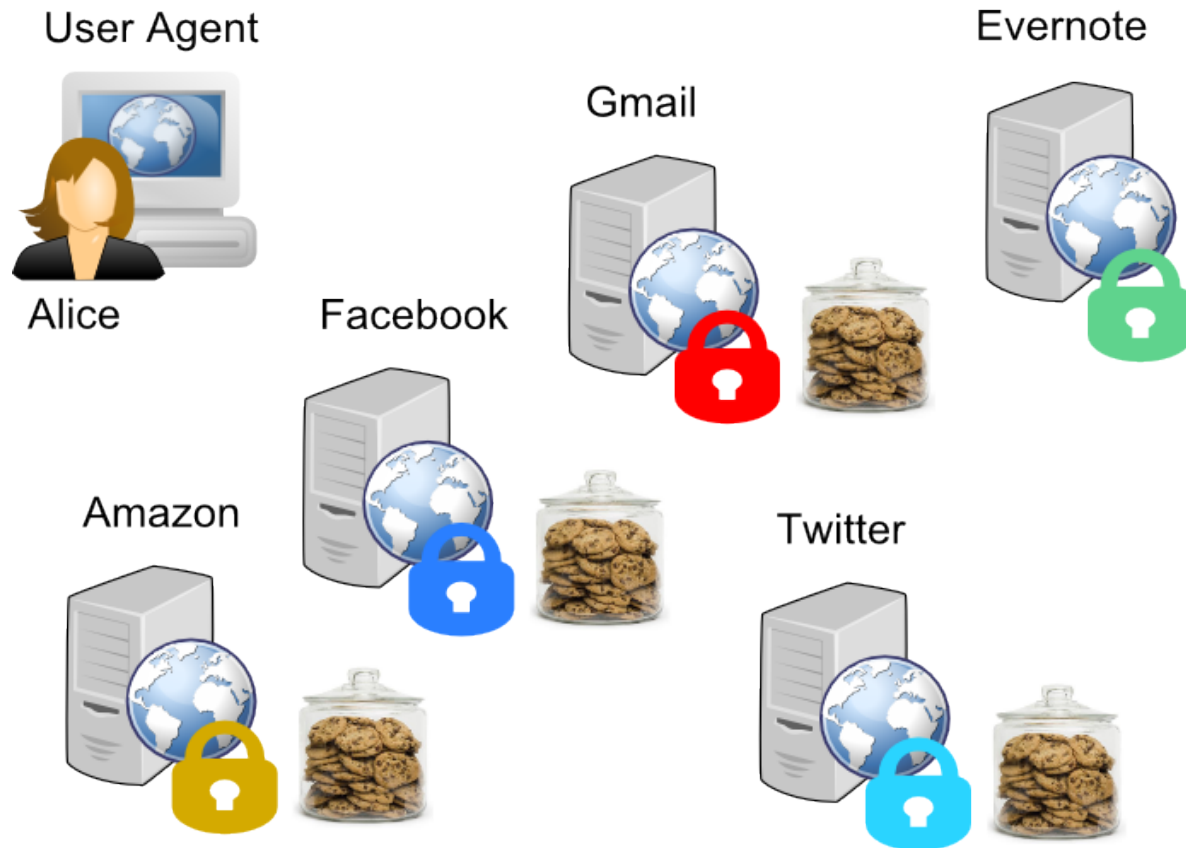 User Agent
Evernote
Gmail
Alice
Facebook
Amazon
Twitter